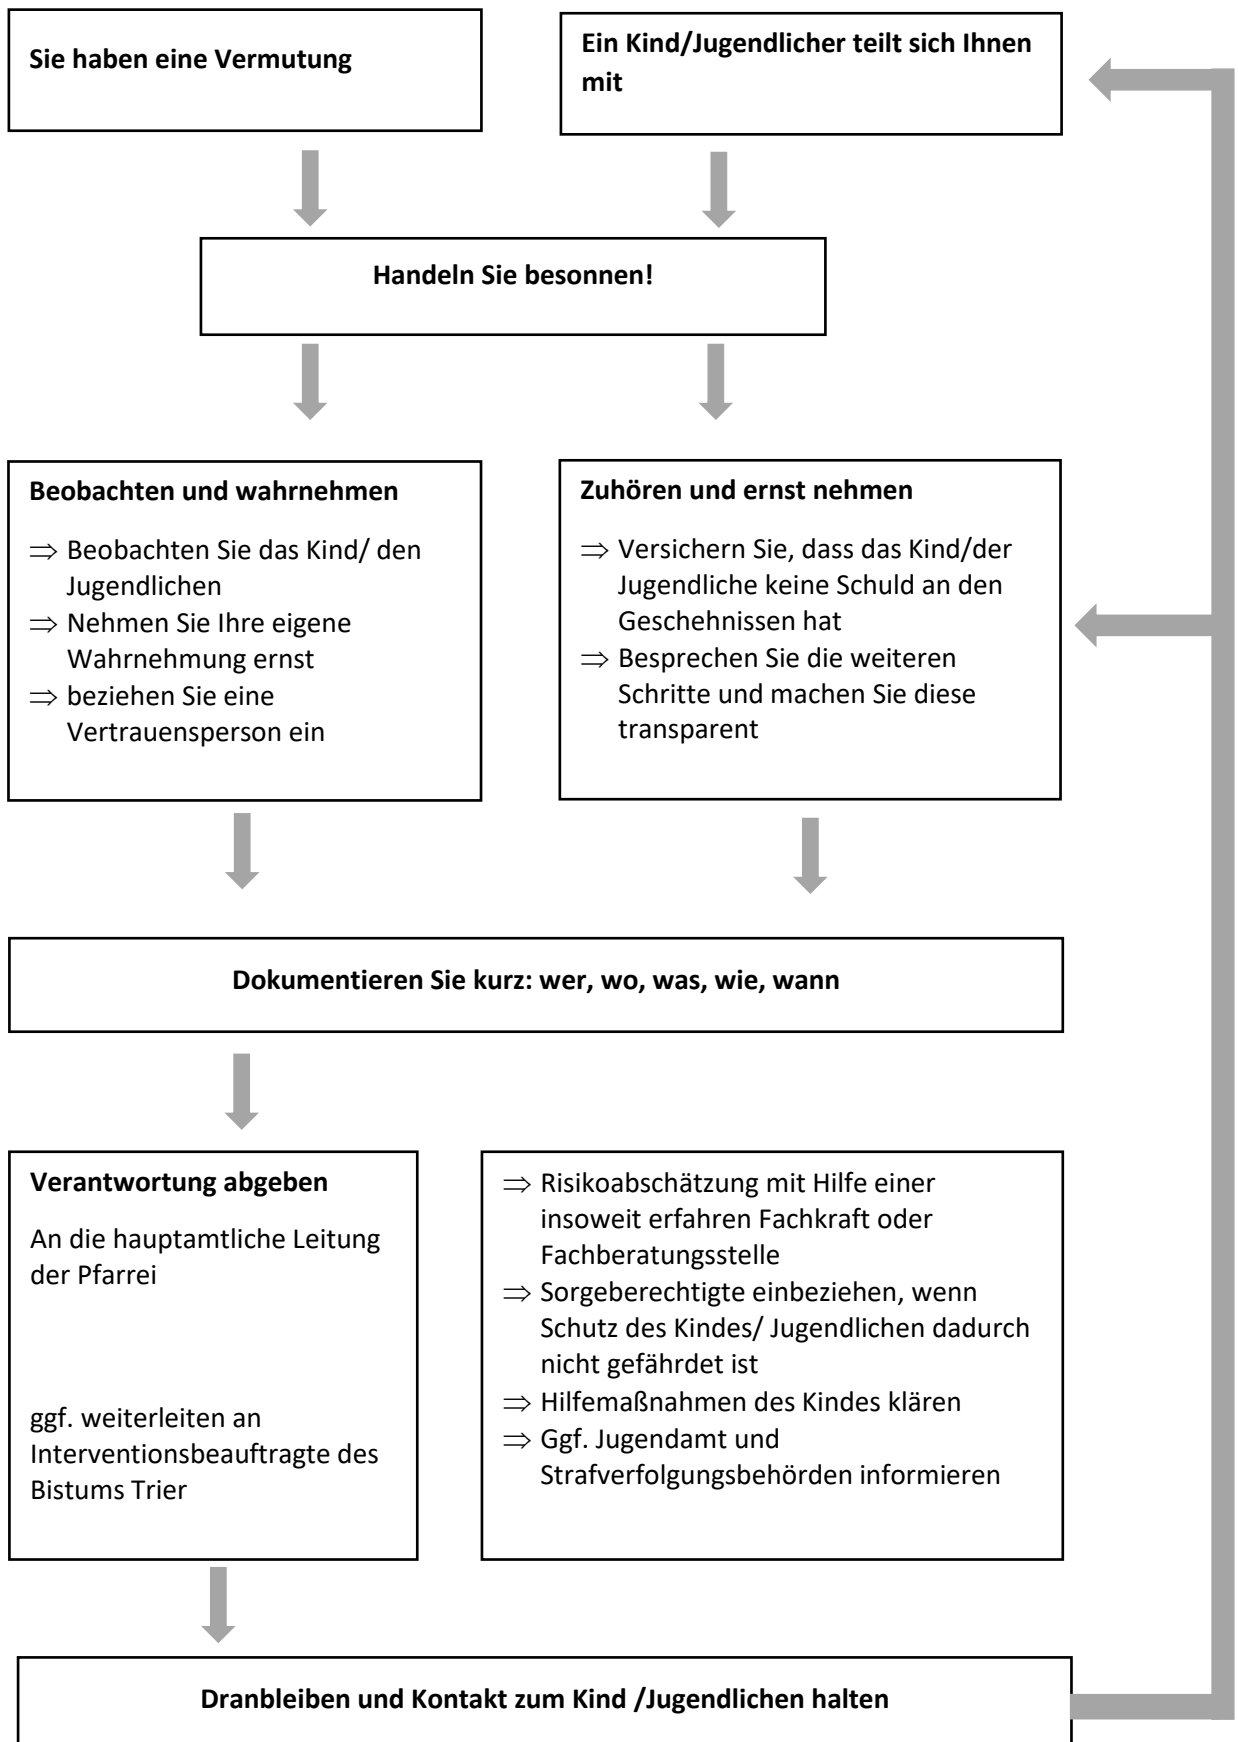 Sie haben eine Vermutung
Ein Kind/Jugendlicher teilt sich Ihnen
mit
Handeln Sie besonnen!
Beobachten und wahrnehmen
⇒ Beobachten Sie das Kind/ den
Jugendlichen
⇒ Nehmen Sie Ihre eigene
Wahrnehmung ernst
⇒ beziehen Sie eine
Vertrauensperson ein
Zuhören und ernst nehmen
⇒ Versichern Sie, dass das Kind/der
Jugendliche keine Schuld an den
Geschehnissen hat
⇒ Besprechen Sie die weiteren
Schritte und machen Sie diese
transparent
Dokumentieren Sie kurz: wer, wo, was, wie, wann
Verantwortung abgeben
An die hauptamtliche Leitung
der Pfarrei
ggf. weiterleiten an
Interventionsbeauftragte des
Bistums Trier
⇒ Risikoabschätzung mit Hilfe einer
insoweit erfahren Fachkraft oder
Fachberatungsstelle
⇒ Sorgeberechtigte einbeziehen, wenn
Schutz des Kindes/ Jugendlichen dadurch
nicht gefährdet ist
⇒ Hilfemaßnahmen des Kindes klären
⇒ Ggf. Jugendamt und
Strafverfolgungsbehörden informieren
Dranbleiben und Kontakt zum Kind /Jugendlichen halten